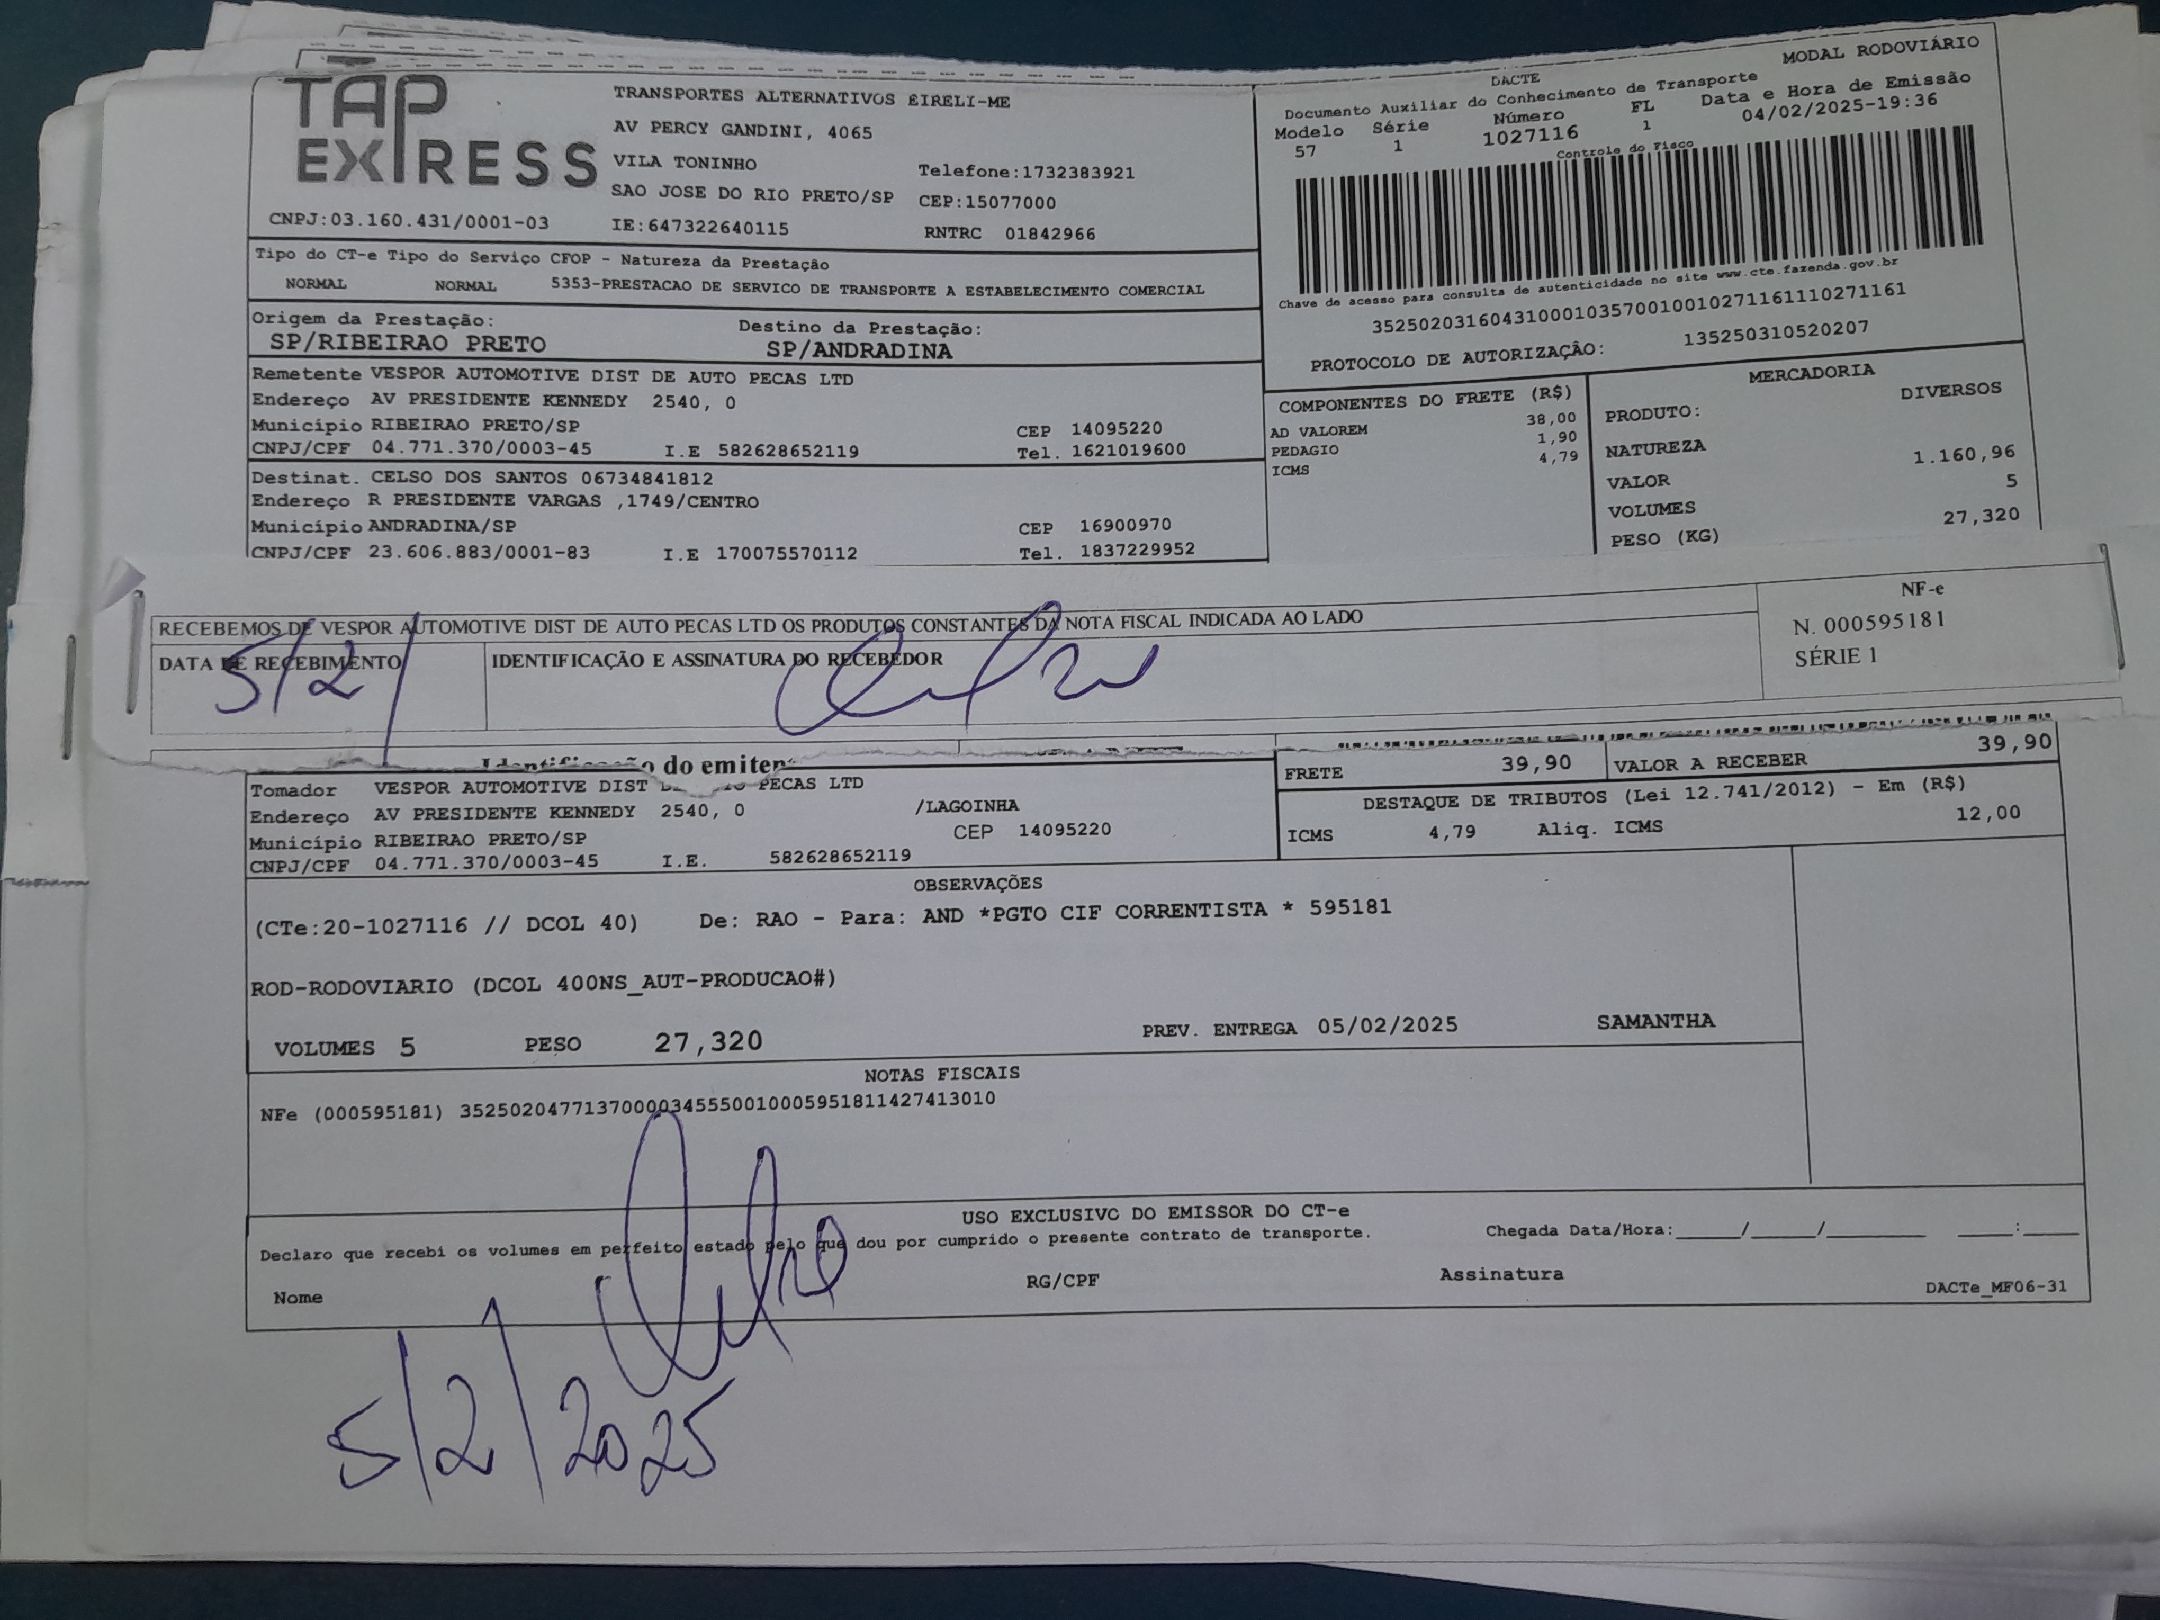 TAP
EXPRESS
TRANSPORTES ALTERNATIVOS EIRELI-ME
AV PERCY GANDINI, 4065
VILA TONINHO
Telefone:1732383921
SAO JOSE DO RIO PRETO/SP CEP:15077000
CNPJ:03.160.431/0001-03 IE:647322640115 RNTRC 01842966
MODAL RODOVIÁRIO
DACTE
Documento Auxiliar do Conhecimento de Transporte
Modelo Série Número FL Data e Hora de Emissão
57 1 1027116 1 04/02/2025-19:36
Controle do Fisco
Chave de acesso para consulta de autenticidade no site www.cte.fazenda.gov.br
35250203160431000103570010010271161110271161
PROTOCOLO DE AUTORIZAÇÃO: 135250310520207
Tipo do CT-e Tipo do Serviço CFOP - Natureza da Prestação
NORMAL NORMAL 5353-PRESTACAO DE SERVICO DE TRANSPORTE A ESTABELECIMENTO COMERCIAL
Origem da Prestação: Destino da Prestação:
SP/RIBEIRAO PRETO SP/ANDRADINA
Remetente VESPOR AUTOMOTIVE DIST DE AUTO PECAS LTD
Endereço AV PRESIDENTE KENNEDY 2540, 0
Município RIBEIRAO PRETO/SP CEP 14095220
CNPJ/CPF 04.771.370/0003-45 I.E 582628652119 Tel. 1621019600
Destinat. CELSO DOS SANTOS 06734841812
Endereço R PRESIDENTE VARGAS ,1749/CENTRO
Município ANDRADINA/SP CEP 16900970
CNPJ/CPF 23.606.883/0001-83 I.E 170075570112 Tel. 1837229952
COMPONENTES DO FRETE (R$)
AD VALOREM 38,00
PEDAGIO 1,90
ICMS 4,79
MERCADORIA
PRODUTO: DIVERSOS
NATUREZA
VALOR 1.160,96
VOLUMES 5
PESO (KG) 27,320
RECEBEMOS DE VESPOR AUTOMOTIVE DIST DE AUTO PECAS LTD OS PRODUTOS CONSTANTES DA NOTA FISCAL INDICADA AO LADO
DATA DE RECEBIMENTO IDENTIFICAÇÃO E ASSINATURA DO RECEBEDOR
5/2/
NF-e
N. 000595181
SÉRIE 1
Identificação do emitente
Tomador VESPOR AUTOMOTIVE DIST DE AUTO PECAS LTD
Endereço AV PRESIDENTE KENNEDY 2540, 0 /LAGOINHA
Município RIBEIRAO PRETO/SP CEP 14095220
CNPJ/CPF 04.771.370/0003-45 I.E. 582628652119
FRETE 39,90 VALOR A RECEBER 39,90
DESTAQUE DE TRIBUTOS (Lei 12.741/2012) - Em (R$)
ICMS 4,79 Aliq. ICMS 12,00
OBSERVAÇÕES
(CTe:20-1027116 // DCOL 40) De: RAO - Para: AND *PGTO CIF CORRENTISTA * 595181
ROD-RODOVIARIO (DCOL 400NS_AUT-PRODUCAO#)
VOLUMES 5 PESO 27,320 PREV. ENTREGA 05/02/2025 SAMANTHA
NOTAS FISCAIS
NFe (000595181) 35250204771370000345550010005951811427413010
USO EXCLUSIVO DO EMISSOR DO CT-e
Declaro que recebi os volumes em perfeito estado pelo que dou por cumprido o presente contrato de transporte.
Chegada Data/Hora:_____/_____/________ _____:_____
Nome RG/CPF Assinatura
DACTe_MF06-31
5/2/2025